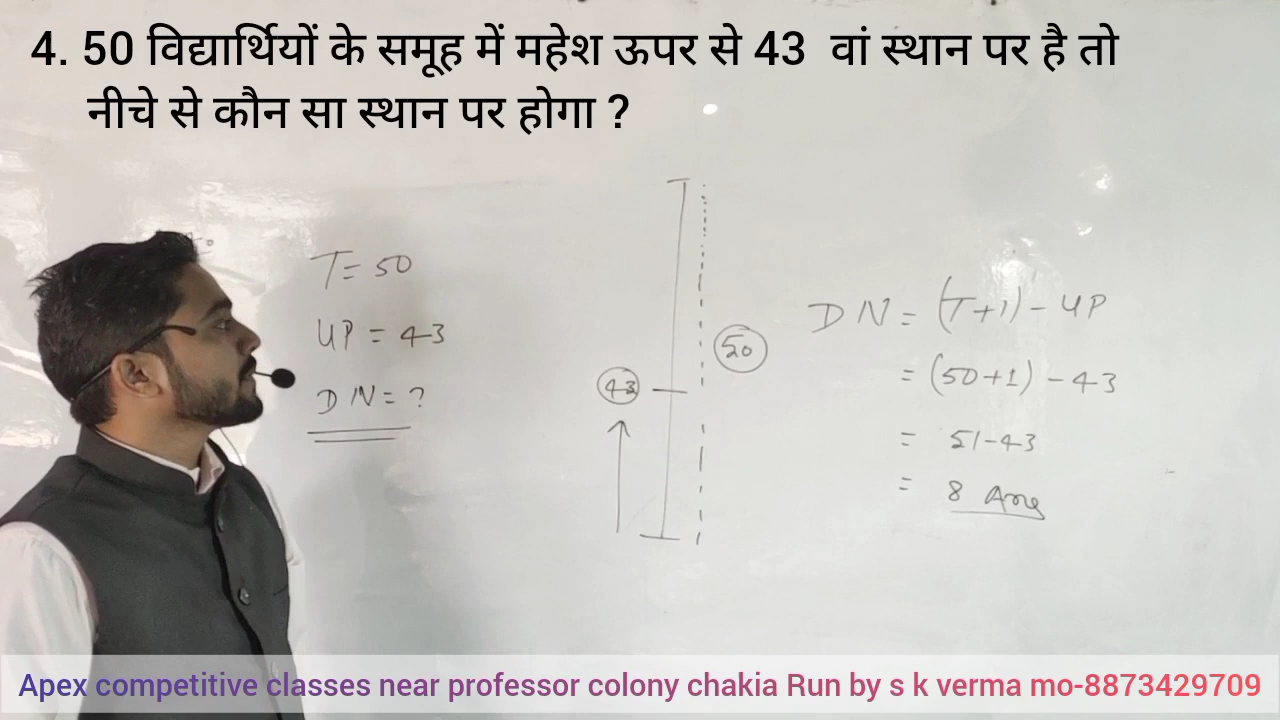 4. 50 विद्यार्थियों के समूह में महेश ऊपर से 43 वां स्थान पर है तो
नीचे से कौन सा स्थान पर होगा ?
T = 50
UP = 43
DN = ?
43
50
DN = (T+1) - UP
= (50+1) - 43
= 51-43
= 8 Ans
Apex competitive classes near professor colony chakia Run by s k verma mo-8873429709